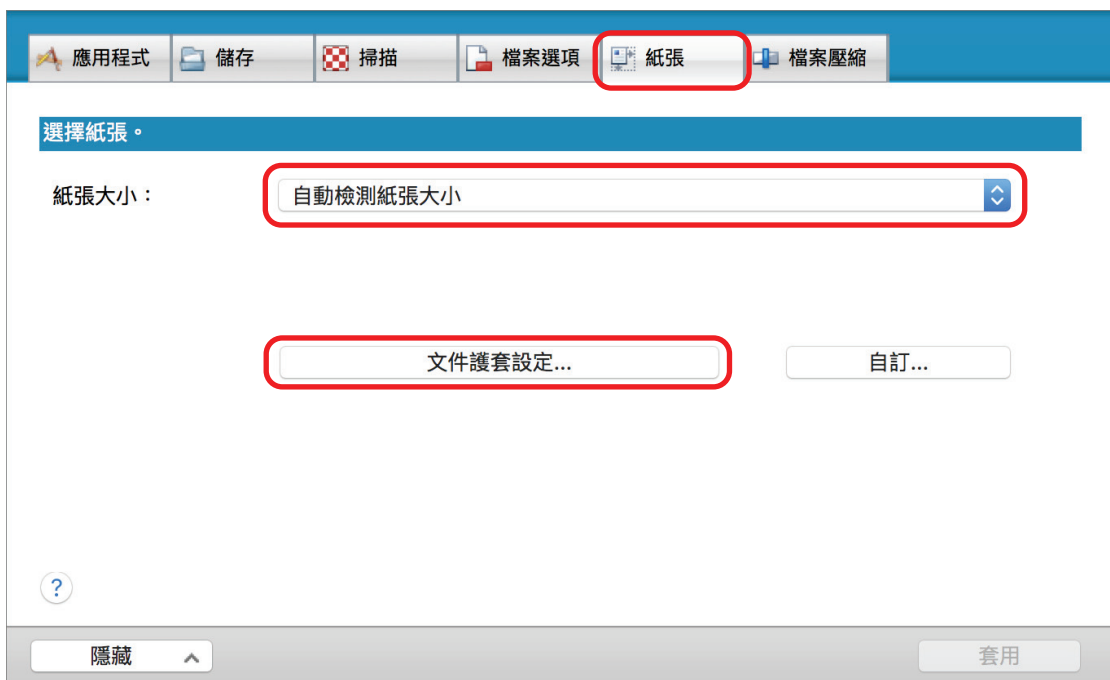 應用程式 儲存 掃描 檔案選項 紙張 檔案壓縮
選擇紙張。
紙張大小： 自動檢測紙張大小
文件護套設定... 自訂...
?
隱藏 套用